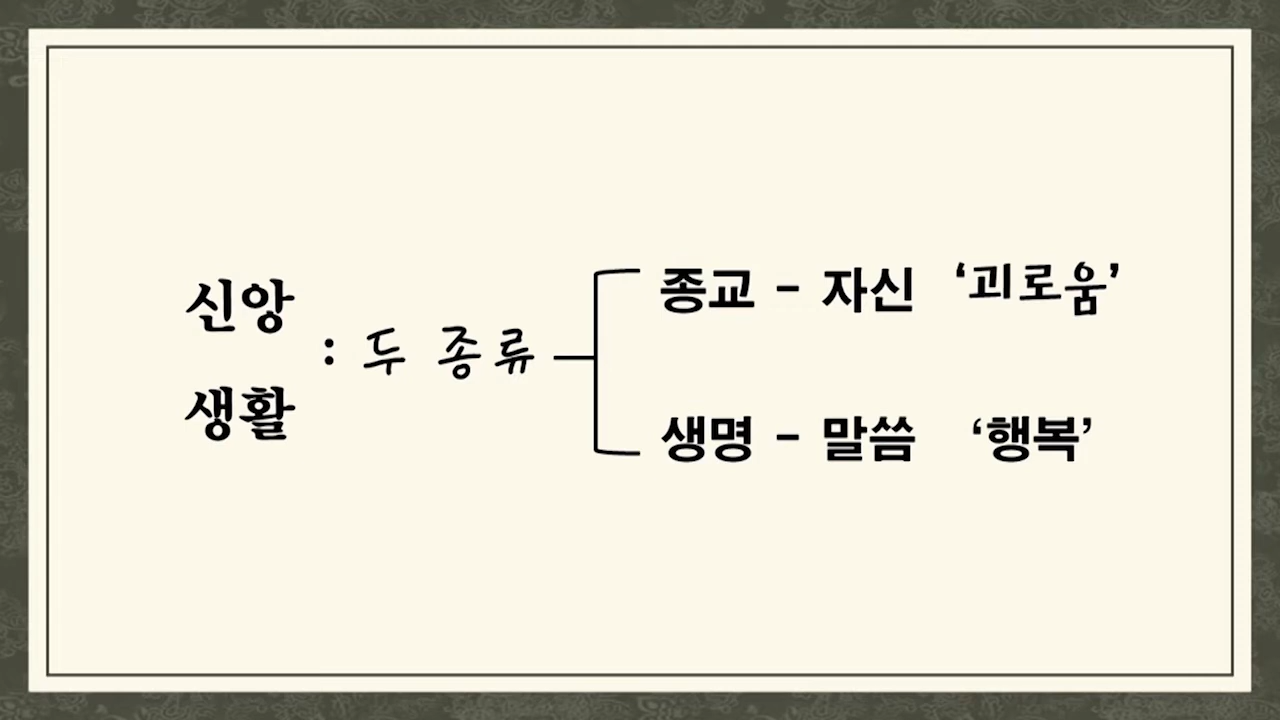 신앙
생활
: 두 종류
종교 - 자신 ‘괴로움’
생명 - 말씀 ‘행복’